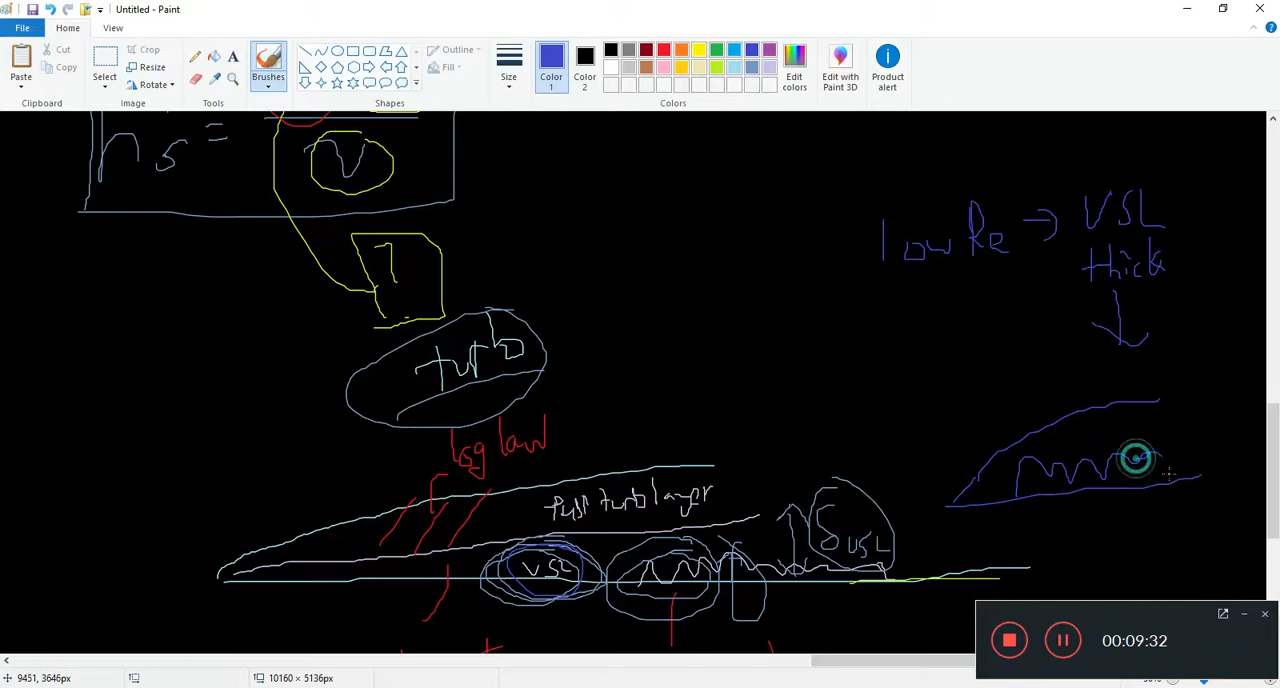 Untitled - Paint
File Home View
Paste Cut Copy Select Crop Resize Rotate Brushes Outline Fill Size Color 1 Color 2 Edit colors Edit with Paint 3D Product alert
Clipboard Image Tools Shapes Colors
h5 =
V
VSL
low Re → VSL
thick
turb
log law
turb layer
δVSL
VSL
00:09:32
9451, 3646px 10160 × 5136px